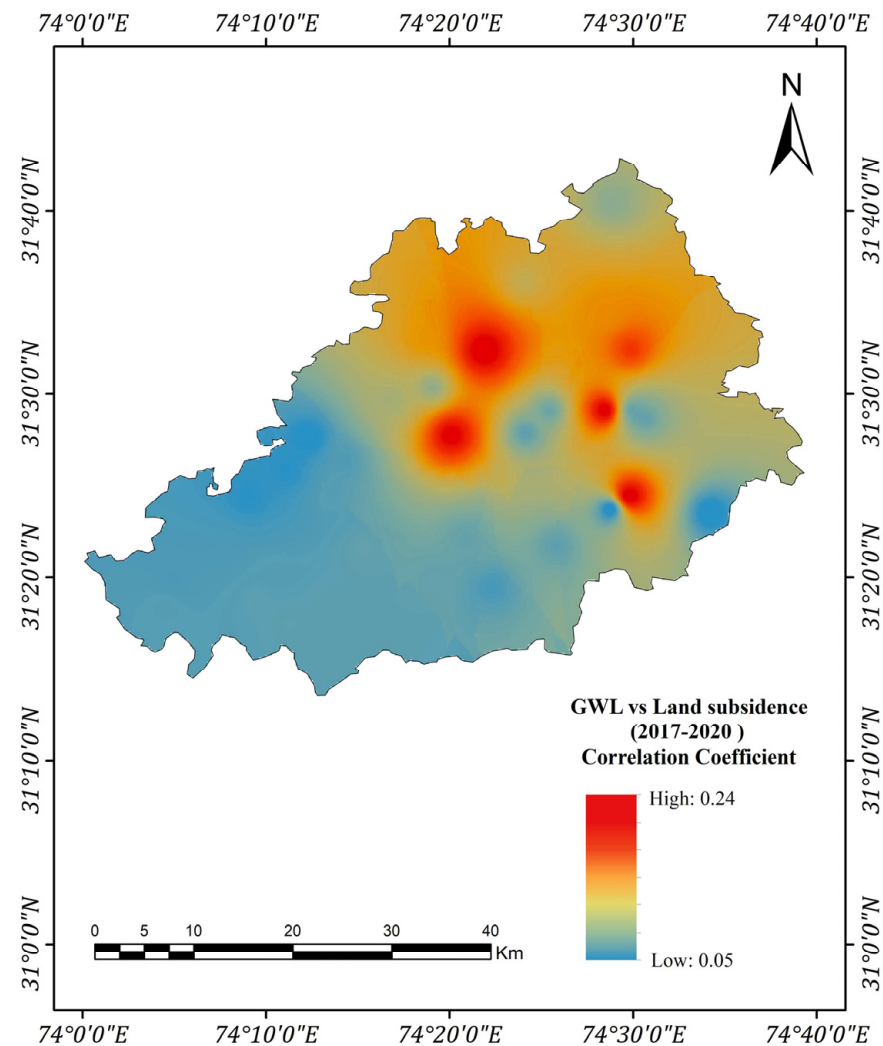 74°0'0"E 74°10'0"E 74°20'0"E 74°30'0"E 74°40'0"E
N
31°40'0"N 31°40'0"N
31°30'0"N 31°30'0"N
31°20'0"N 31°20'0"N
31°10'0"N 31°10'0"N
31°0'0"N 31°0'0"N
GWL vs Land subsidence
(2017-2020 )
Correlation Coefficient
High: 0.24
Low: 0.05
0 5 10 20 30 40
Km
74°0'0"E 74°10'0"E 74°20'0"E 74°30'0"E 74°40'0"E